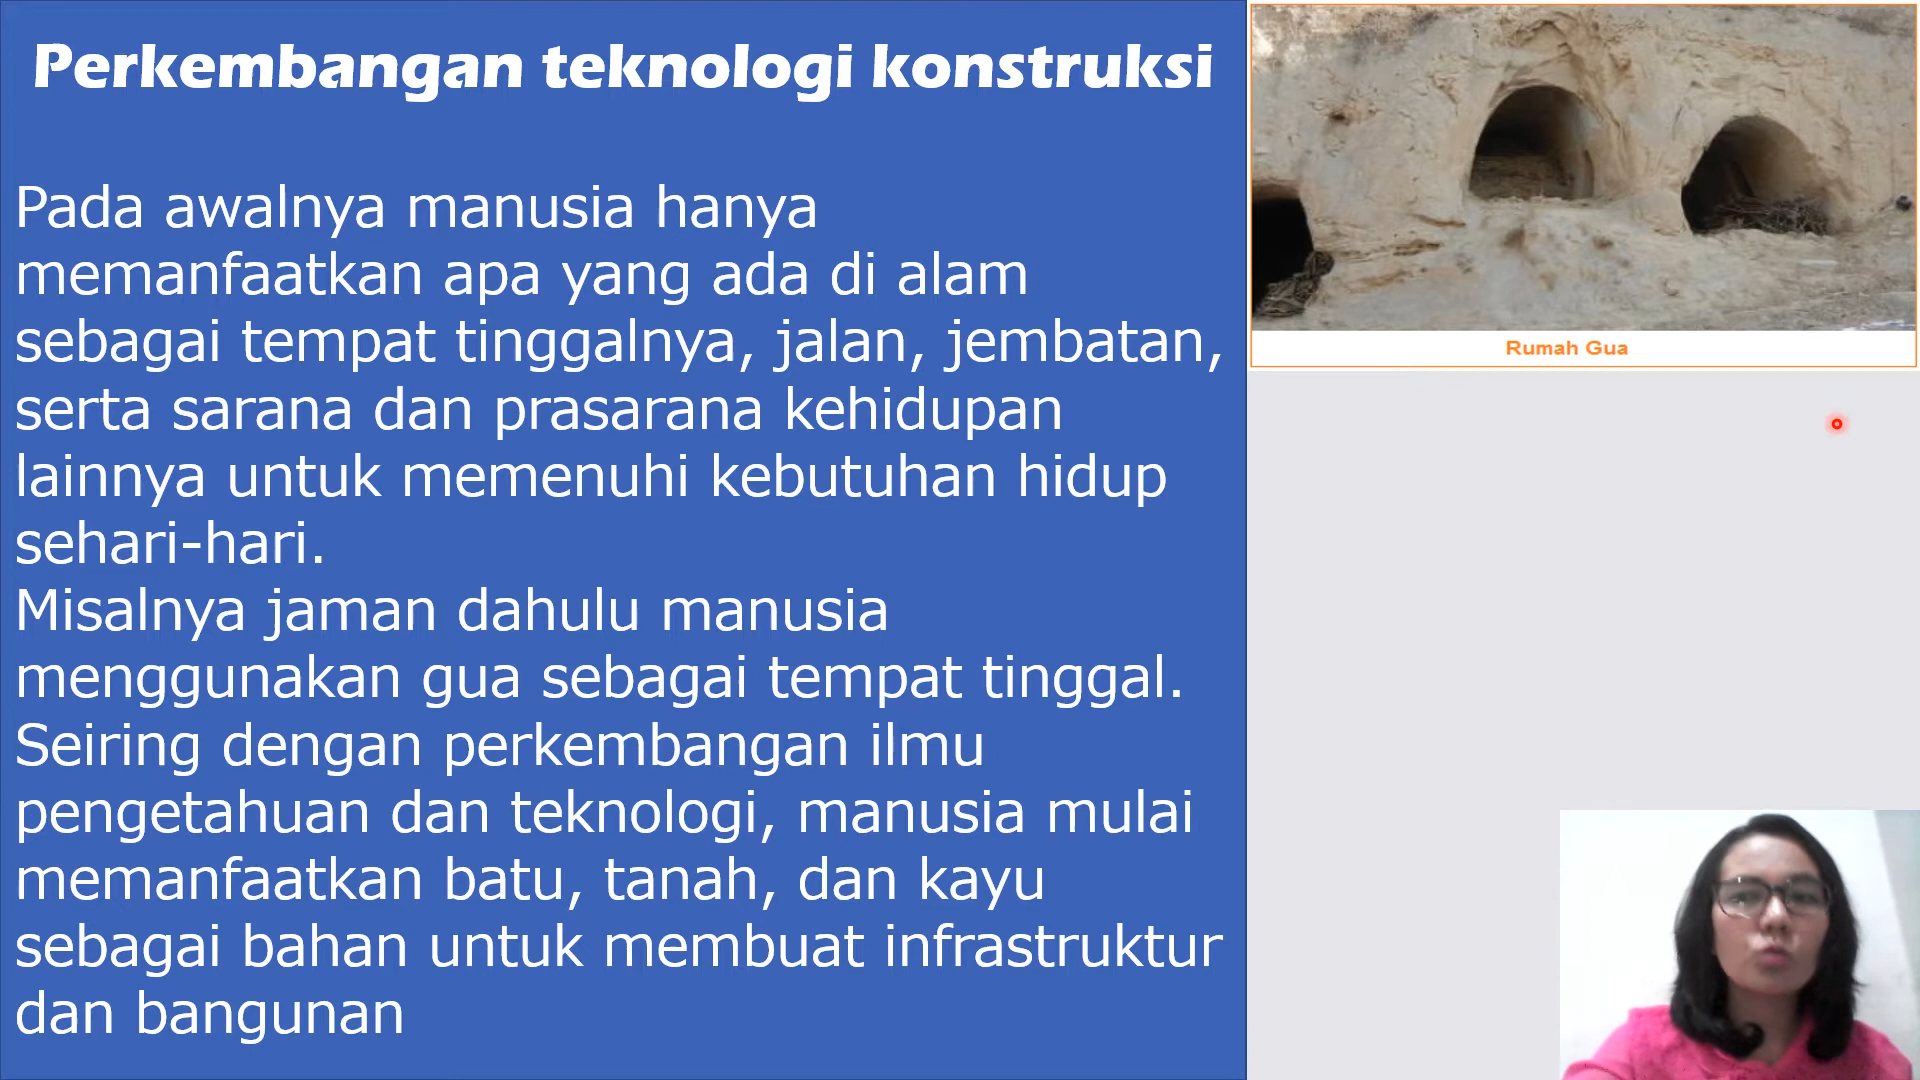 Perkembangan teknologi konstruksi
Pada awalnya manusia hanya
memanfaatkan apa yang ada di alam
sebagai tempat tinggalnya, jalan, jembatan,
serta sarana dan prasarana kehidupan
lainnya untuk memenuhi kebutuhan hidup
sehari-hari.
Misalnya jaman dahulu manusia
menggunakan gua sebagai tempat tinggal.
Seiring dengan perkembangan ilmu
pengetahuan dan teknologi, manusia mulai
memanfaatkan batu, tanah, dan kayu
sebagai bahan untuk membuat infrastruktur
dan bangunan
Rumah Gua